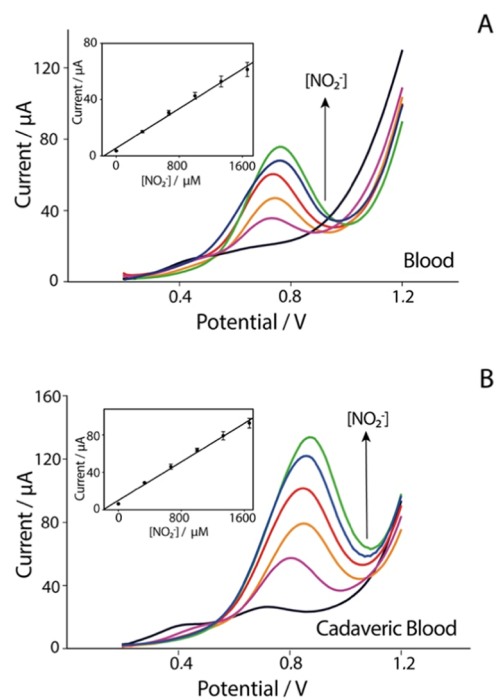 A
Current / µA
120
80
40
0
0.4
0.8
1.2
Potential / V
Blood
[NO₂⁻]
Current / µA
80
40
0
0
800
1600
[NO₂⁻] / µM
B
Current / µA
160
120
80
40
0
0.4
0.8
1.2
Potential / V
Cadaveric Blood
[NO₂⁻]
Current / µA
80
40
0
0
800
1600
[NO₂⁻] / µM